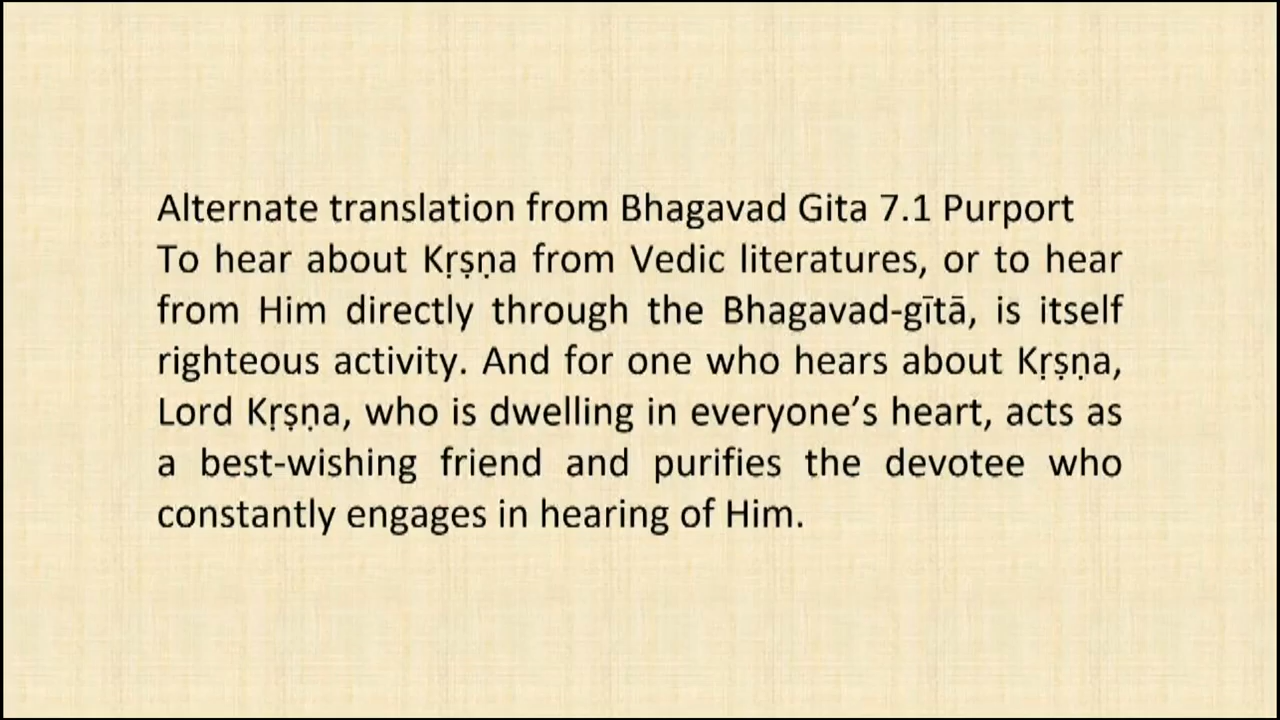 Alternate translation from Bhagavad Gita 7.1 Purport
To hear about Kṛṣṇa from Vedic literatures, or to hear
from Him directly through the Bhagavad-gītā, is itself
righteous activity. And for one who hears about Kṛṣṇa,
Lord Kṛṣṇa, who is dwelling in everyone’s heart, acts as
a best-wishing friend and purifies the devotee who
constantly engages in hearing of Him.